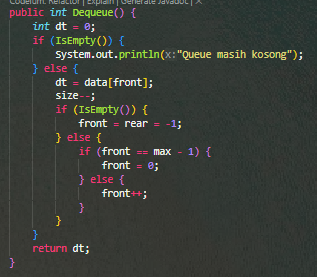 Codeium: Refactor | Explain | Generate Javadoc | ×
public int Dequeue() {
    int dt = 0;
    if (IsEmpty()) {
        System.out.println(x:"Queue masih kosong");
    } else {
        dt = data[front];
        size--;
        if (IsEmpty()) {
            front = rear = -1;
        } else {
            if (front == max - 1) {
                front = 0;
            } else {
                front++;
            }
        }
    }
    return dt;
}